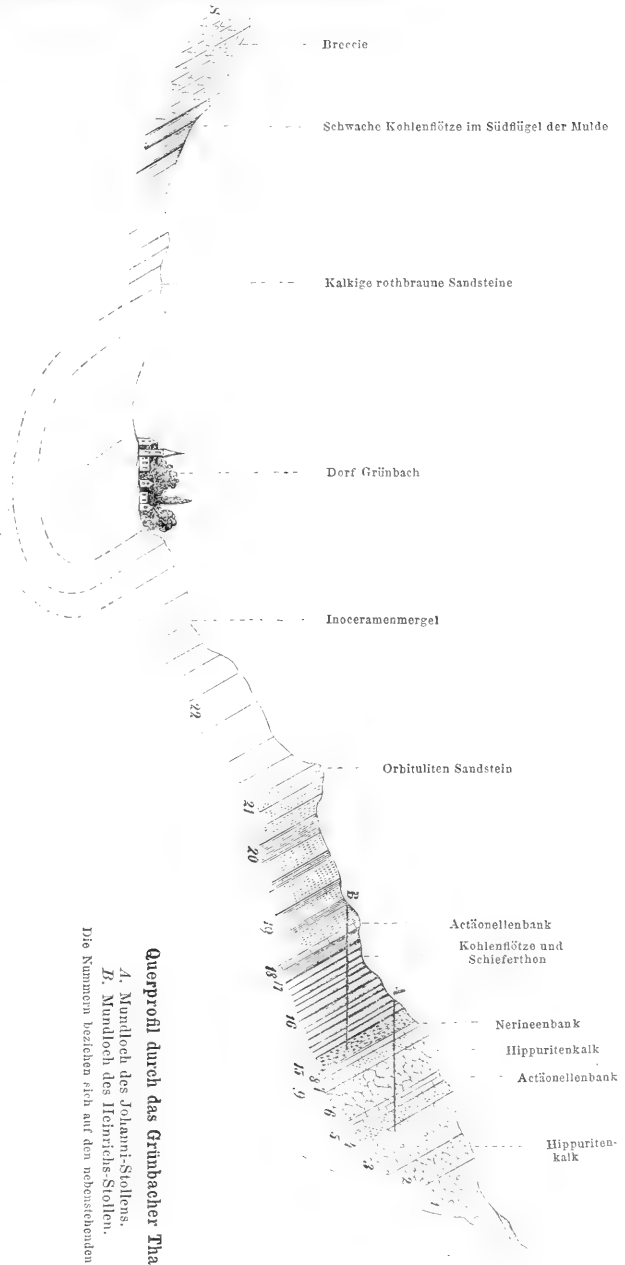 S
Breccie
Schwache Kohlenflötze im Südflügel der Mulde
Kalkige rothbraune Sandsteine
Dorf Grünbach
Inoceramenmergel
22
Orbituliten Sandstein
21
20
B
19
Actäonellenbank
Kohlenflötze und
Schieferthon
18
17
A
16
Nerineenbank
Hippuritenkalk
15
8
7
9
Actäonellenbank
6
5
4
3
Hippuriten-
kalk
2
1
Querprofil durch das Grünbacher Tha
A. Mundloch des Johanni-Stollens.
B. Mundloch des Heinrichs-Stollen.
Die Nummern beziehen sich auf den nebenstehenden